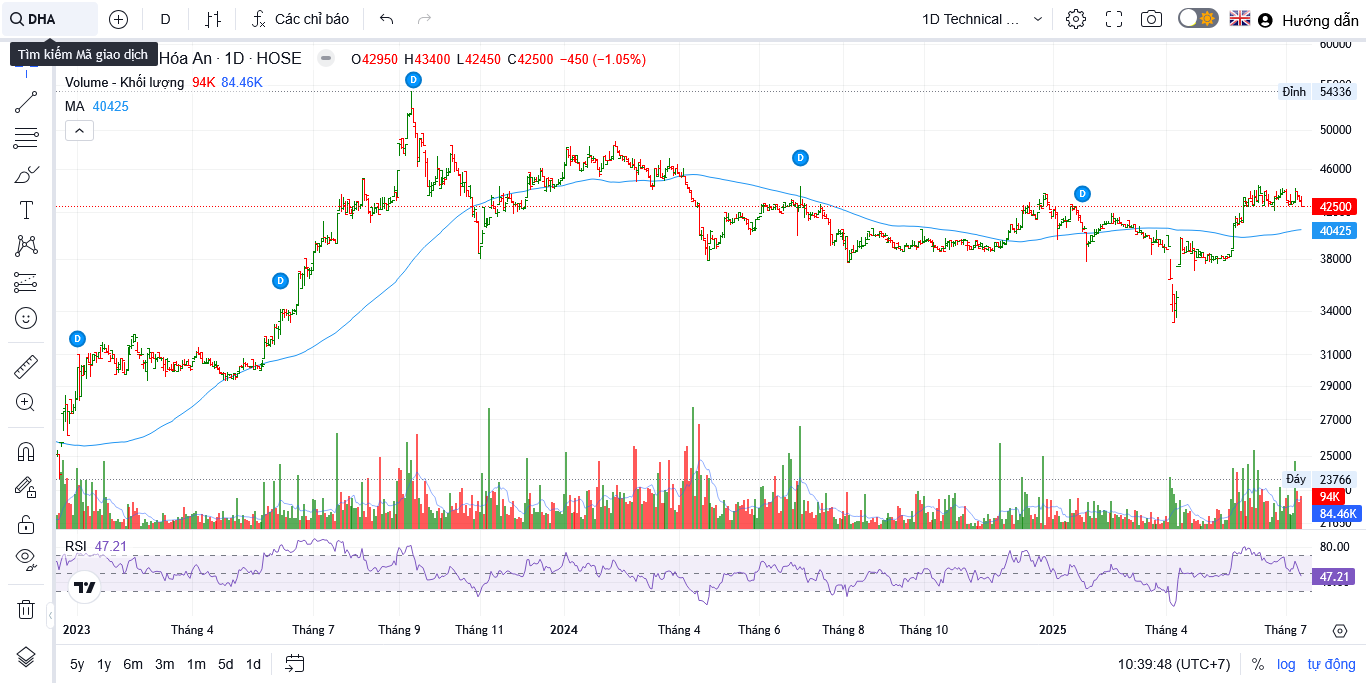 DHA
D
Các chỉ báo
1D Technical ...
Hướng dẫn
Tìm kiếm Mã giao dịch
Hóa An · 1D · HOSE
O42950 H43400 L42450 C42500 −450 (−1.05%)
Volume - Khối lượng 94K 84.46K
MA 40425
60000
Đỉnh 54336
50000
46000
42500
40425
38000
34000
31000
29000
27000
25000
Đáy 23766
94K
84.46K
D
D
D
D
D
RSI 47.21
80.00
47.21
2023
Tháng 4
Tháng 7
Tháng 9
Tháng 11
2024
Tháng 4
Tháng 6
Tháng 8
Tháng 10
2025
Tháng 4
Tháng 7
5y 1y 6m 3m 1m 5d 1d
10:39:48 (UTC+7)
% log tự động